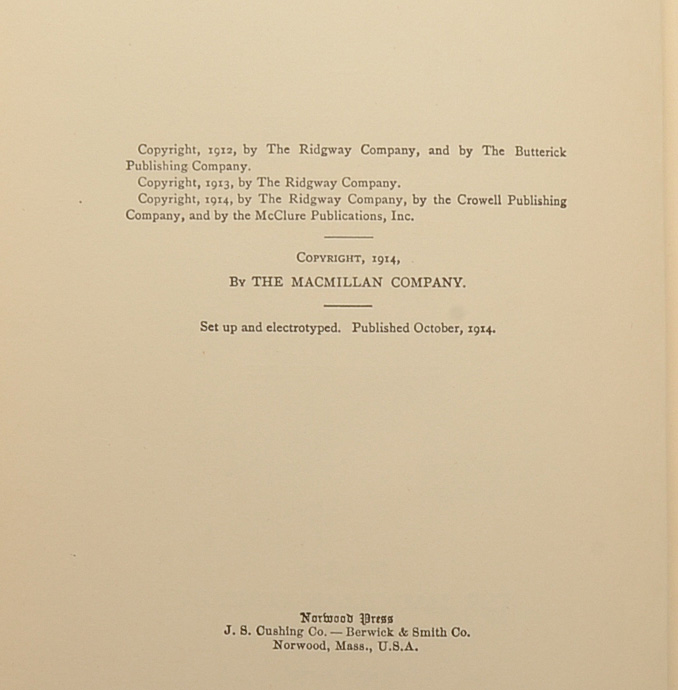 Copyright, 1912, by The Ridgway Company, and by The Butterick
Publishing Company.
Copyright, 1913, by The Ridgway Company.
Copyright, 1914, by The Ridgway Company, by the Crowell Publishing
Company, and by the McClure Publications, Inc.
Copyright, 1914,
By THE MACMILLAN COMPANY.
Set up and electrotyped. Published October, 1914.
Norwood Press
J. S. Cushing Co. — Berwick & Smith Co.
Norwood, Mass., U.S.A.